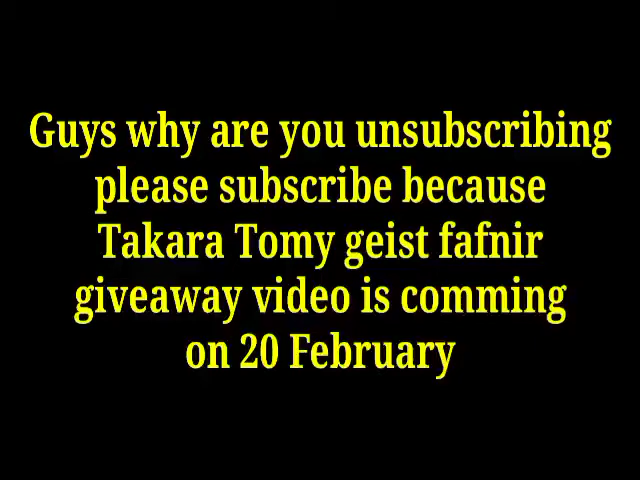 Guys why are you unsubscribing
please subscribe because
Takara Tomy geist fafnir
giveaway video is comming
on 20 February